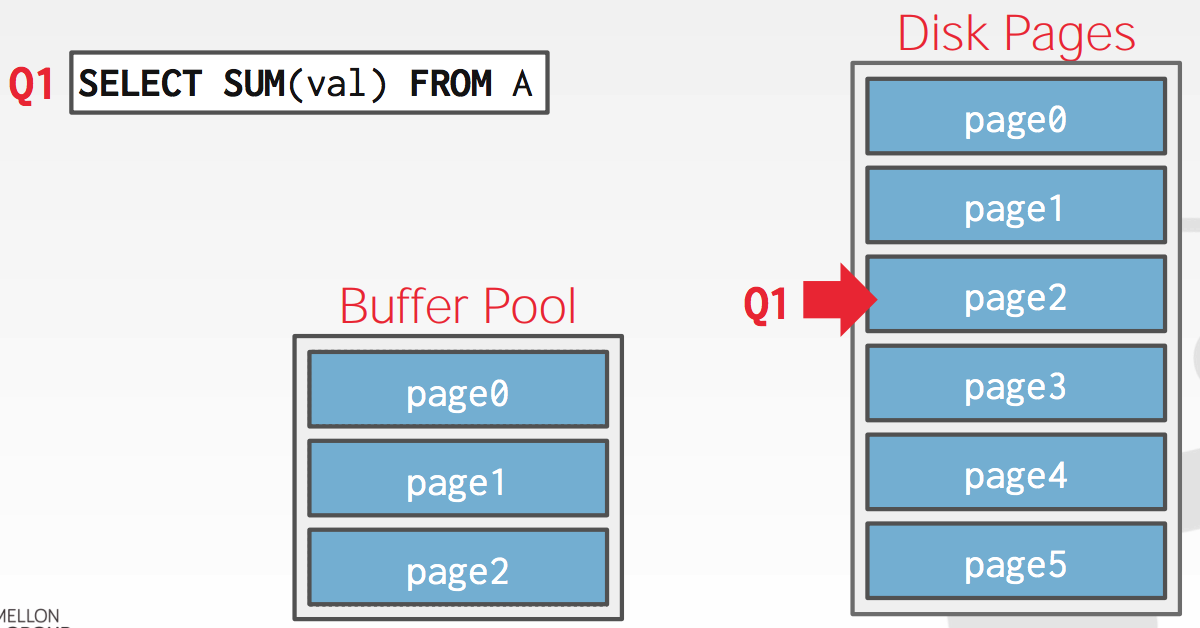 Disk Pages
Q1 SELECT SUM(val) FROM A
page0
page1
Q1 page2
page3
page4
page5
Buffer Pool
page0
page1
page2